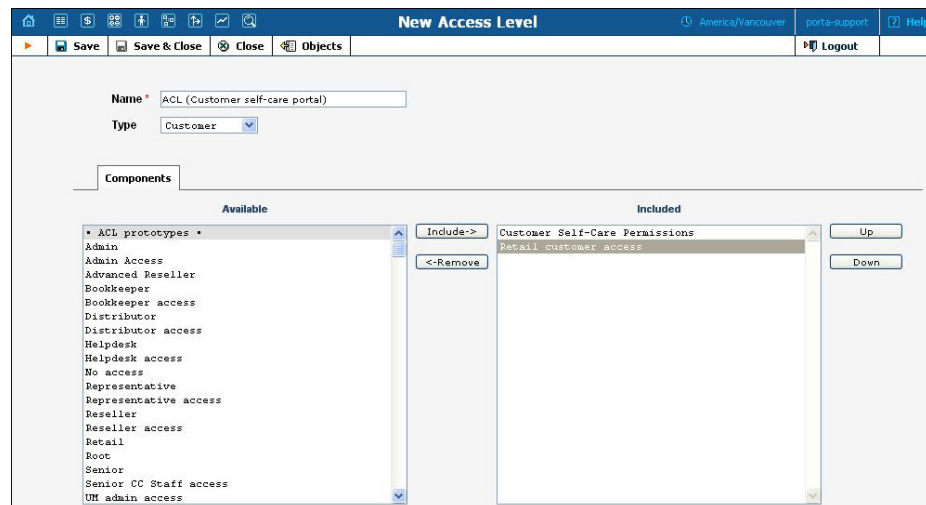 New Access Level
America/Vancouver
porta-support
? Help
Save
Save & Close
Close
Objects
Logout
Name *
ACL (Customer self-care portal)
Type
Customer
Components
Available
Included
• ACL prototypes •
Admin
Admin Access
Advanced Reseller
Bookkeeper
Bookkeeper access
Distributor
Distributor access
Helpdesk
Helpdesk access
No access
Representative
Representative access
Reseller
Reseller access
Retail
Root
Senior
Senior CC Staff access
UM admin access
Include->
<-Remove
Customer Self-Care Permissions
Retail customer access
Up
Down